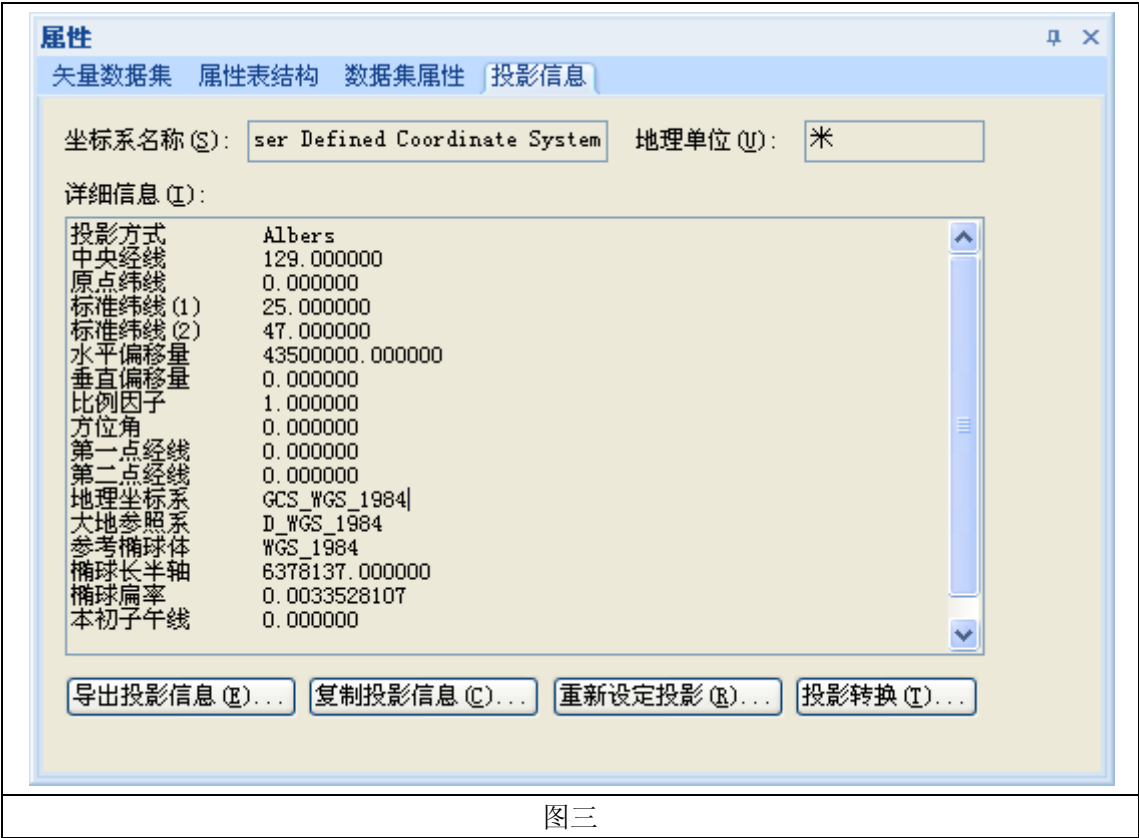 属性
矢量数据集 属性表结构 数据集属性 投影信息
坐标系名称(S): ser Defined Coordinate System 地理单位(U): 米
详细信息(I):
投影方式 Albers
中央经线 129.000000
原点纬线 0.000000
标准纬线(1) 25.000000
标准纬线(2) 47.000000
水平偏移量 43500000.000000
垂直偏移量 0.000000
比例因子 1.000000
方位角 0.000000
第一点经线 0.000000
第二点经线 0.000000
地理坐标系 GCS_WGS_1984
大地参照系 D_WGS_1984
参考椭球体 WGS_1984
椭球长半轴 6378137.000000
椭球扁率 0.0033528107
本初子午线 0.000000
导出投影信息(E)... 复制投影信息(C)... 重新设定投影(R)... 投影转换(T)...
图三